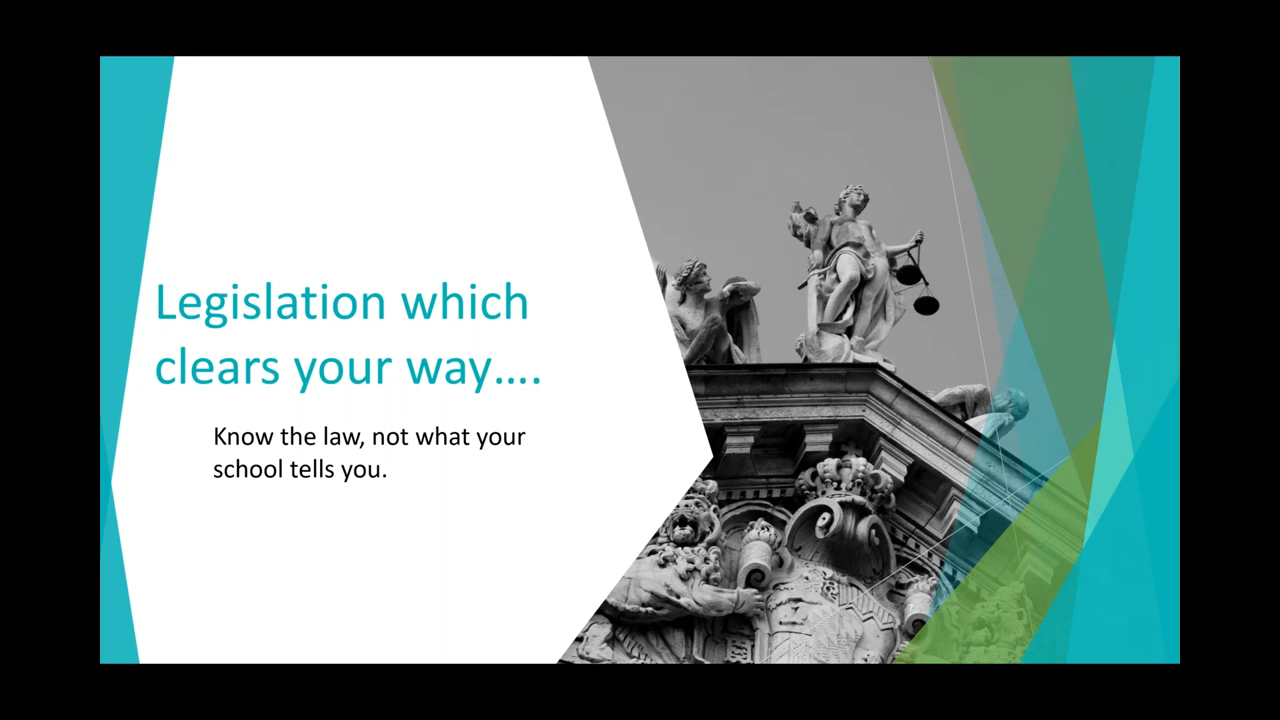 Legislation which
clears your way….
Know the law, not what your
school tells you.